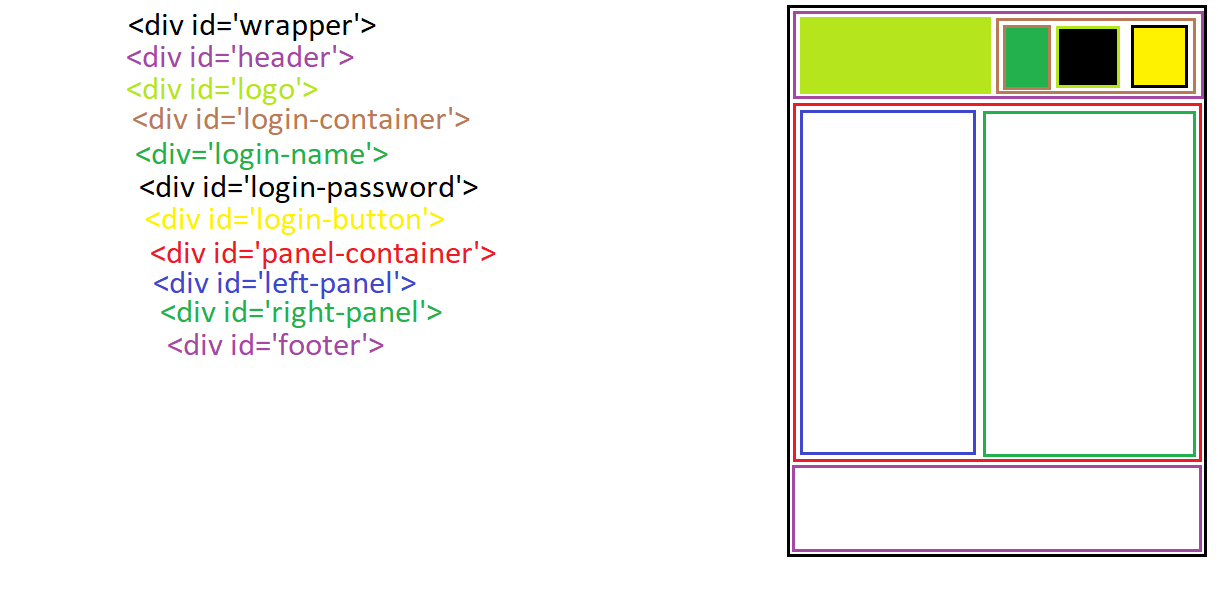 <div id='wrapper'>
<div id='header'>
<div id='logo'>
<div id='login-container'>
<div='login-name'>
<div id='login-password'>
<div id='login-button'>
<div id='panel-container'>
<div id='left-panel'>
<div id='right-panel'>
<div id='footer'>